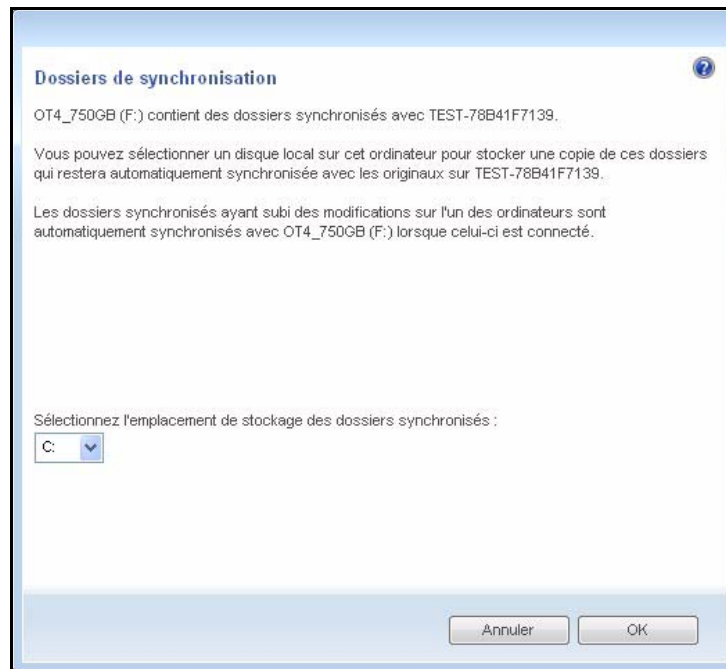 Dossiers de synchronisation
OT4_750GB (F:) contient des dossiers synchronisés avec TEST-78B41F7139.
Vous pouvez sélectionner un disque local sur cet ordinateur pour stocker une copie de ces dossiers
qui restera automatiquement synchronisée avec les originaux sur TEST-78B41F7139.
Les dossiers synchronisés ayant subi des modifications sur l'un des ordinateurs sont
automatiquement synchronisés avec OT4_750GB (F:) lorsque celui-ci est connecté.
Sélectionnez l'emplacement de stockage des dossiers synchronisés :
C:
Annuler OK